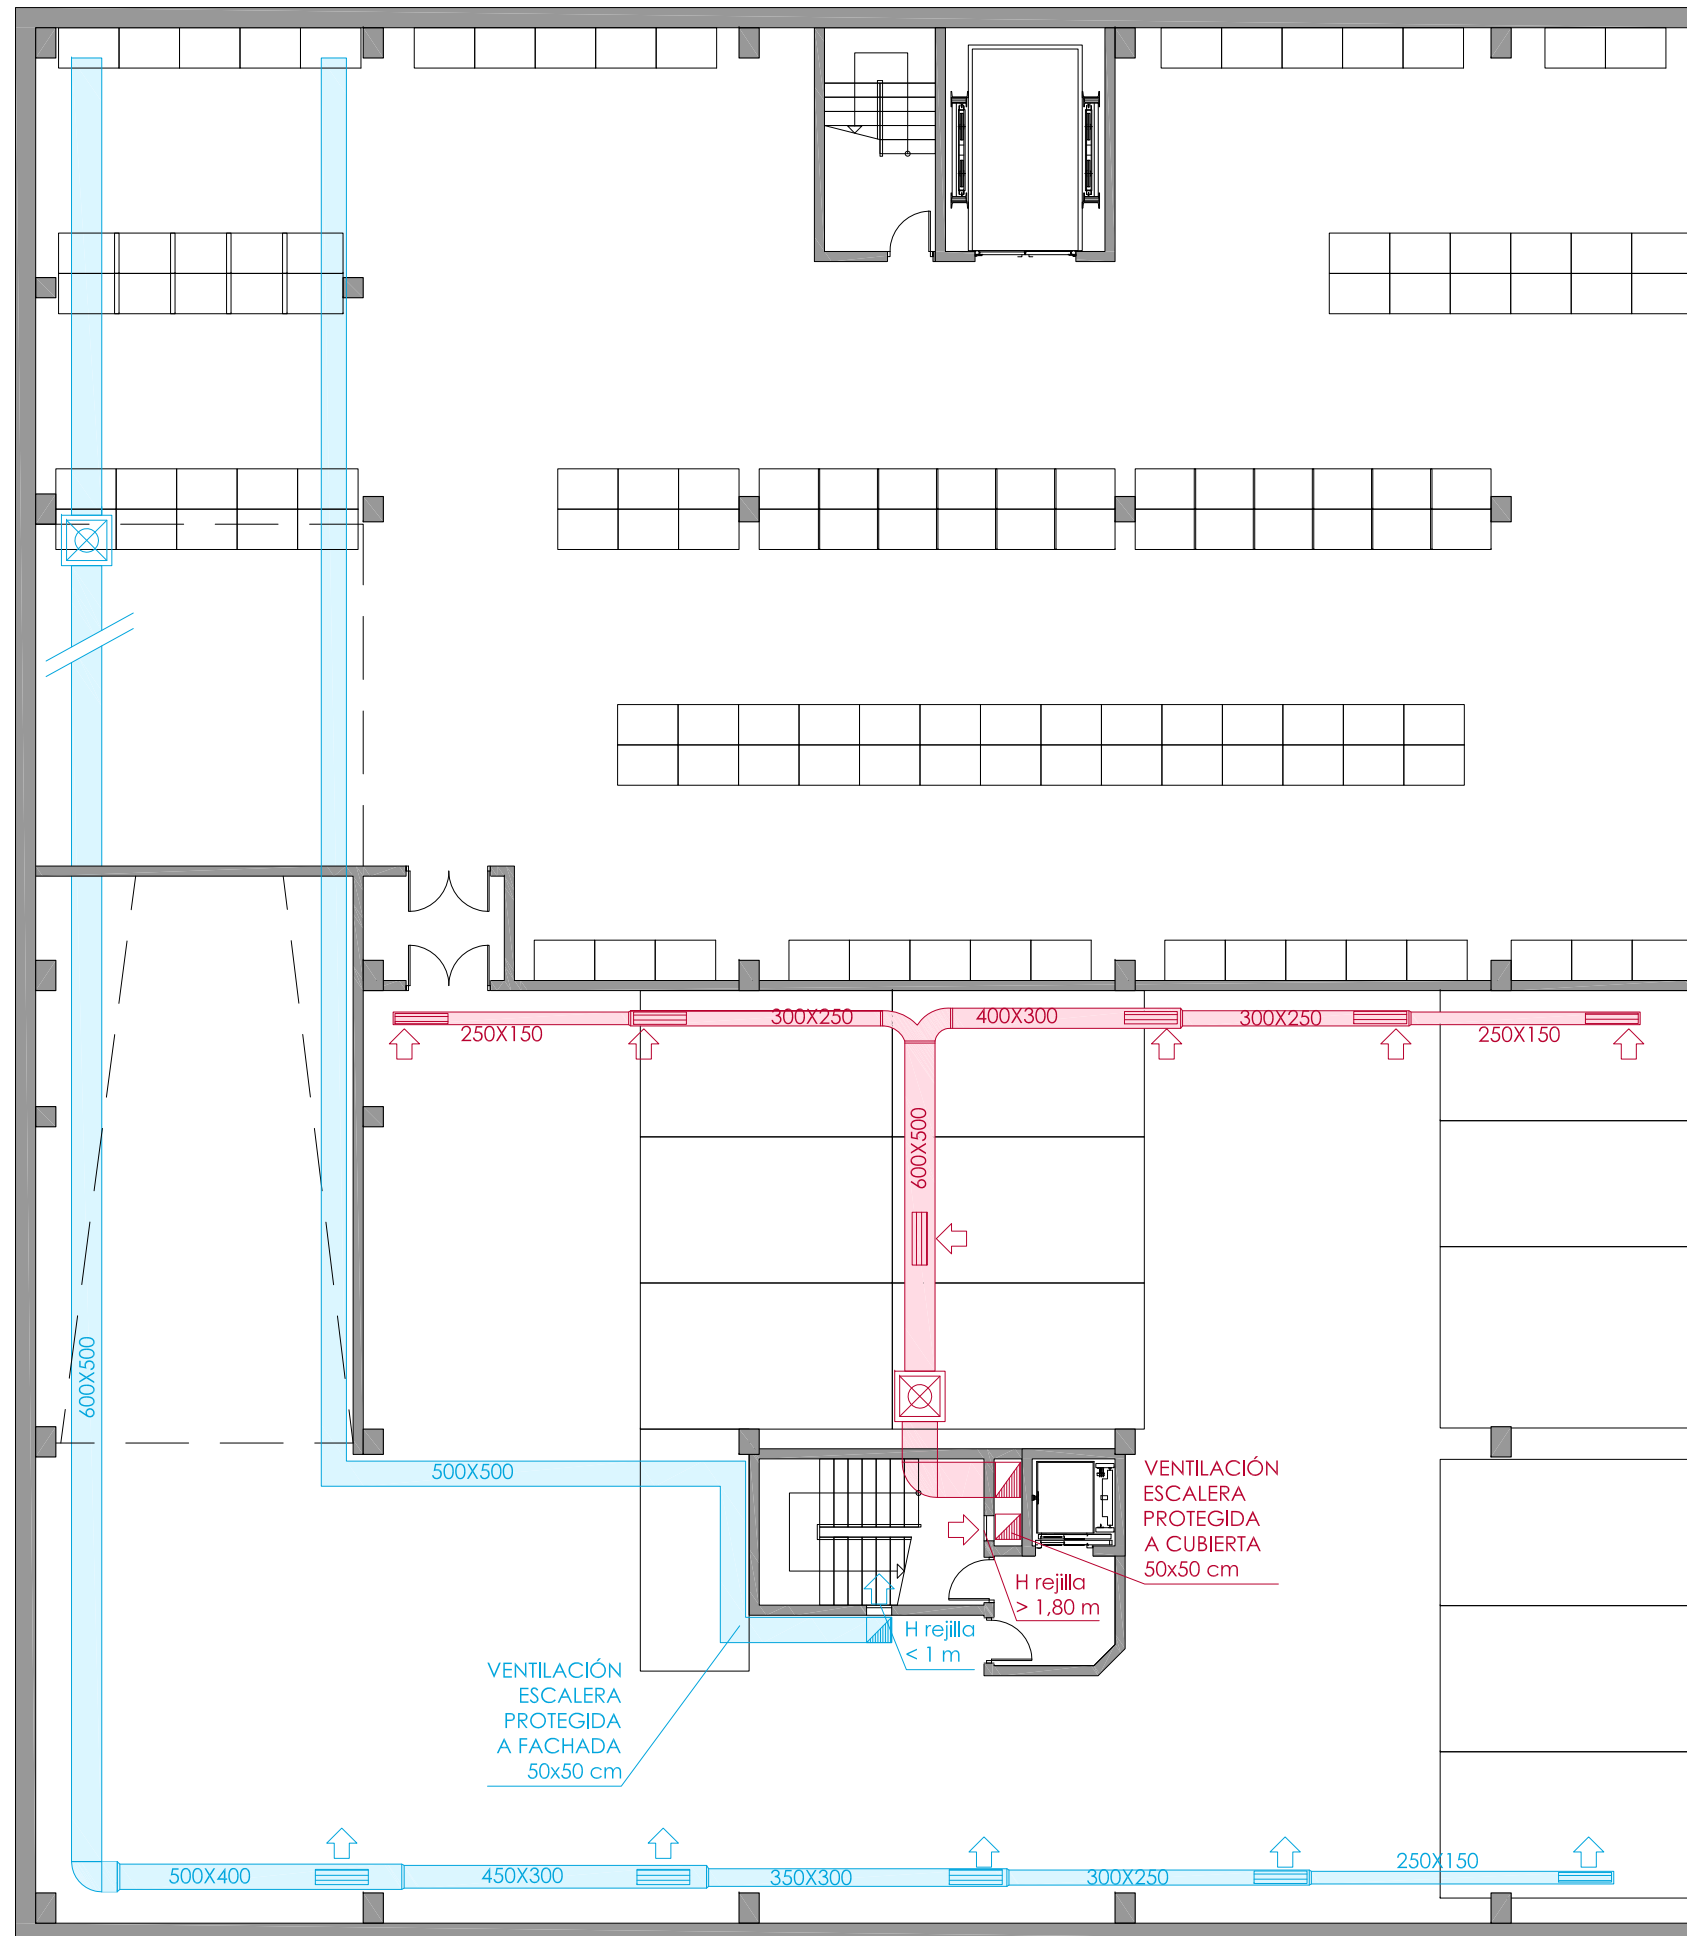 300X250
400X300
300X250
250X150
250X150
600X500
600X500
500X500
VENTILACIÓN
ESCALERA
PROTEGIDA
A CUBIERTA
50x50 cm
H rejilla
> 1,80 m
H rejilla
< 1 m
VENTILACIÓN
ESCALERA
PROTEGIDA
A FACHADA
50x50 cm
500X400
450X300
350X300
300X250
250X150